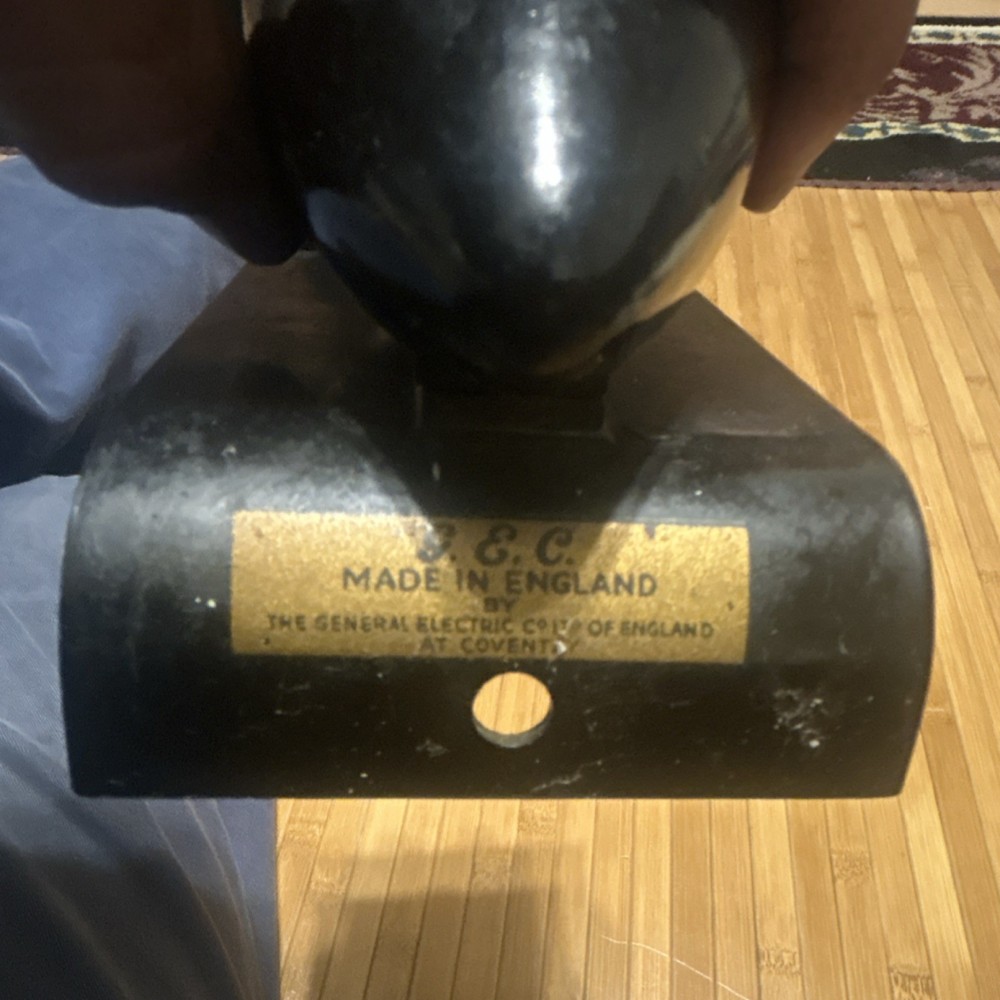 G. E. C.
MADE IN ENGLAND
BY
THE GENERAL ELECTRIC Cº LTD OF ENGLAND
AT COVENTRY